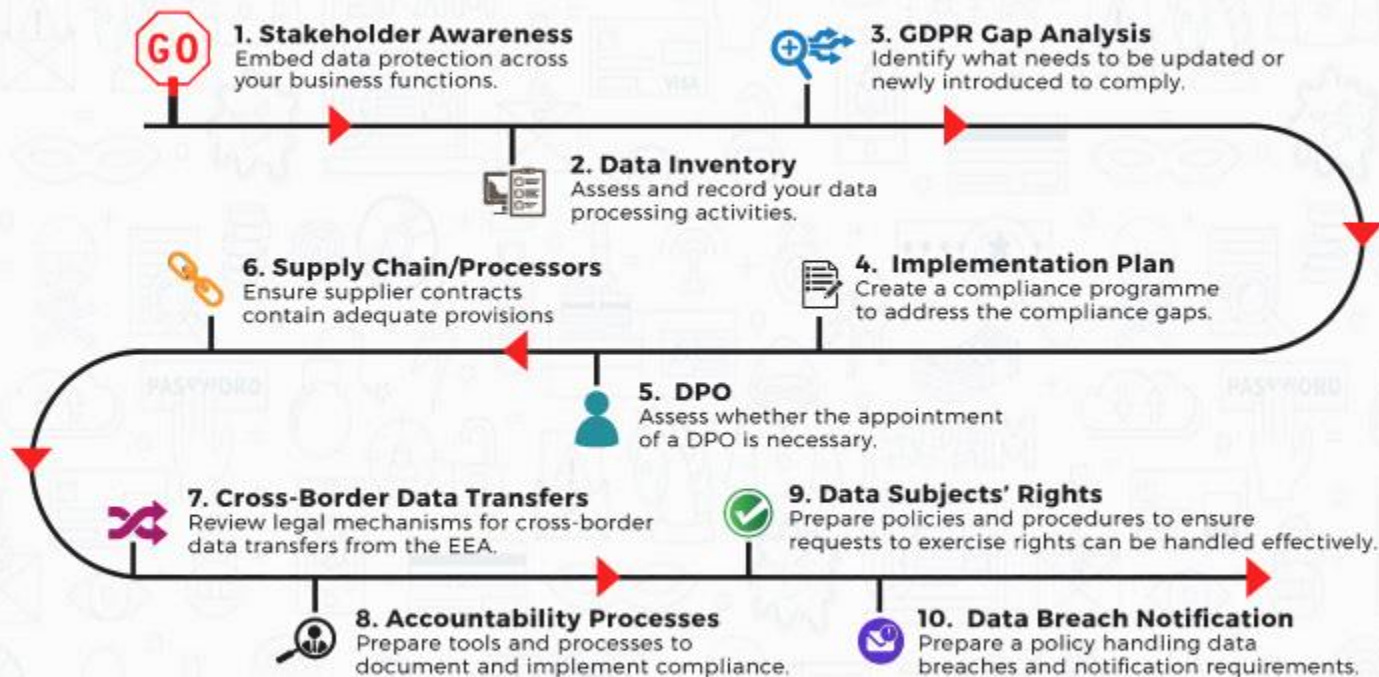 GO
1. Stakeholder Awareness
Embed data protection across
your business functions.
2. Data Inventory
Assess and record your data
processing activities.
3. GDPR Gap Analysis
Identify what needs to be updated or
newly introduced to comply.
4. Implementation Plan
Create a compliance programme
to address the compliance gaps.
5. DPO
Assess whether the appointment
of a DPO is necessary.
6. Supply Chain/Processors
Ensure supplier contracts
contain adequate provisions
7. Cross-Border Data Transfers
Review legal mechanisms for cross-border
data transfers from the EEA.
8. Accountability Processes
Prepare tools and processes to
document and implement compliance.
9. Data Subjects’ Rights
Prepare policies and procedures to ensure
requests to exercise rights can be handled effectively.
10. Data Breach Notification
Prepare a policy handling data
breaches and notification requirements.
VISA
PASSWORD
PASSWORD